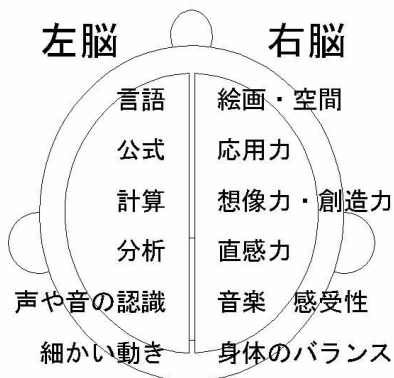 左脳 右脳
言語 絵画・空間
公式 応用力
計算 想像力・創造力
分析 直感力
声や音の認識 音楽 感受性
細かい動き 身体のバランス